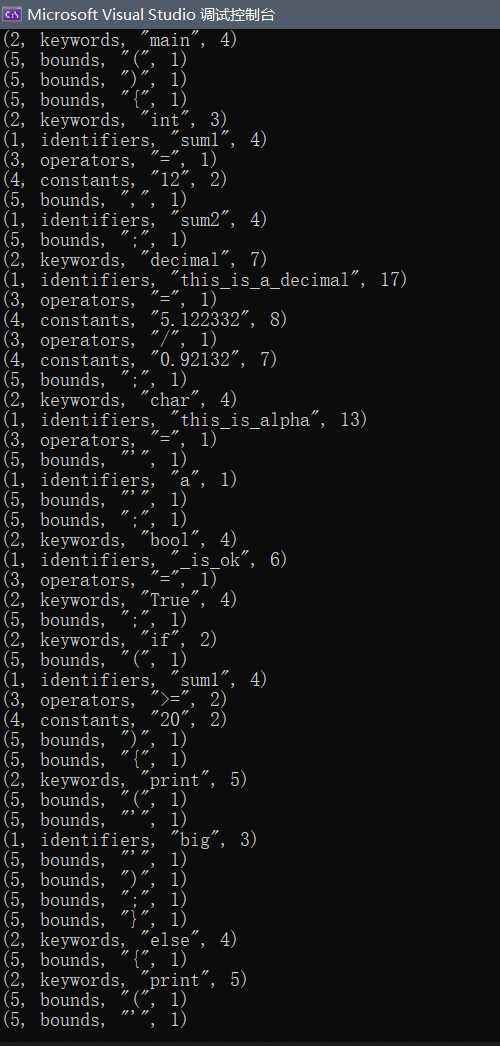 Microsoft Visual Studio 调试控制台
(2, keywords, "main", 4)
(5, bounds, "(", 1)
(5, bounds, ")", 1)
(5, bounds, "{", 1)
(2, keywords, "int", 3)
(1, identifiers, "sum1", 4)
(3, operators, "=", 1)
(4, constants, "12", 2)
(5, bounds, ",", 1)
(1, identifiers, "sum2", 4)
(5, bounds, ";", 1)
(2, keywords, "decimal", 7)
(1, identifiers, "this_is_a_decimal", 17)
(3, operators, "=", 1)
(4, constants, "5.122332", 8)
(3, operators, "/", 1)
(4, constants, "0.92132", 7)
(5, bounds, ";", 1)
(2, keywords, "char", 4)
(1, identifiers, "this_is_alpha", 13)
(3, operators, "=", 1)
(5, bounds, "'", 1)
(1, identifiers, "a", 1)
(5, bounds, "'", 1)
(5, bounds, ";", 1)
(2, keywords, "bool", 4)
(1, identifiers, "_is_ok", 6)
(3, operators, "=", 1)
(2, keywords, "True", 4)
(5, bounds, ";", 1)
(2, keywords, "if", 2)
(5, bounds, "(", 1)
(1, identifiers, "sum1", 4)
(3, operators, ">=", 2)
(4, constants, "20", 2)
(5, bounds, ")", 1)
(5, bounds, "{", 1)
(2, keywords, "print", 5)
(5, bounds, "(", 1)
(5, bounds, "'", 1)
(1, identifiers, "big", 3)
(5, bounds, "'", 1)
(5, bounds, ")", 1)
(5, bounds, ";", 1)
(5, bounds, "}", 1)
(2, keywords, "else", 4)
(5, bounds, "{", 1)
(2, keywords, "print", 5)
(5, bounds, "(", 1)
(5, bounds, "'", 1)